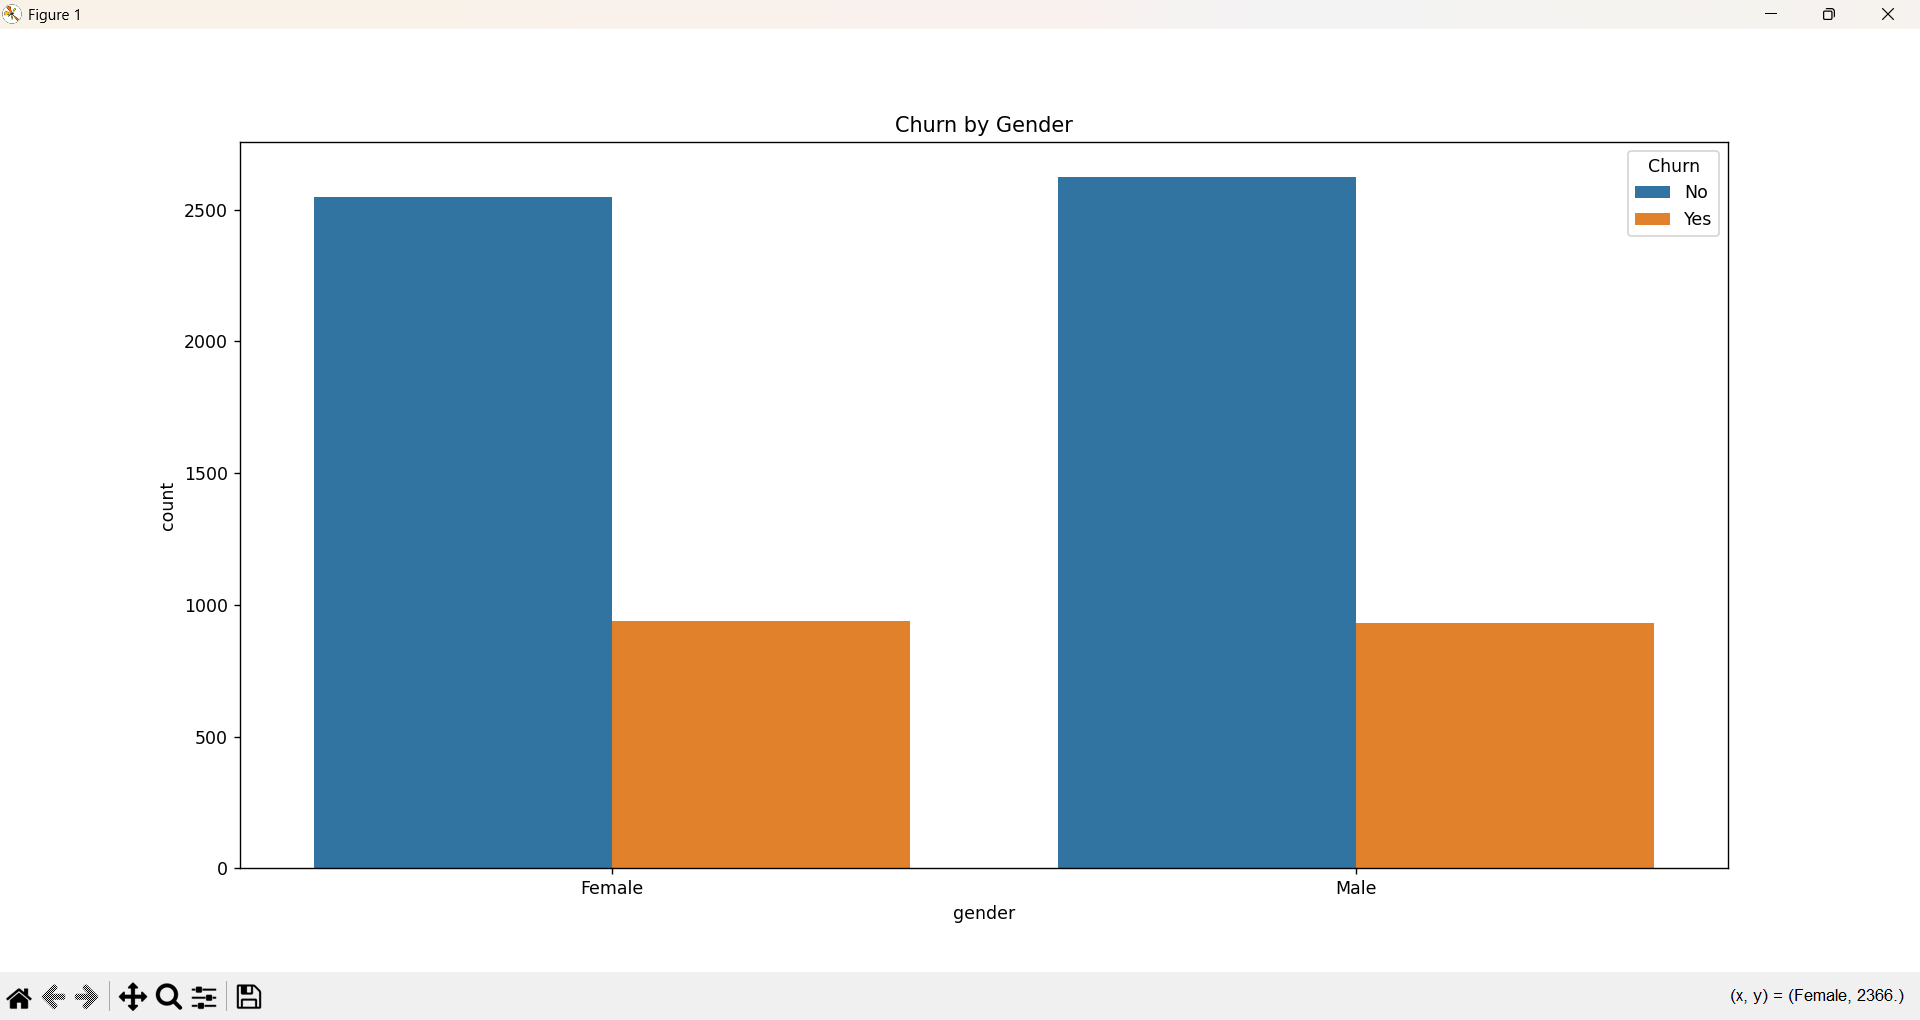 Figure 1
Churn by Gender
Churn
No
Yes
2500
2000
1500
1000
500
0
count
Female
Male
gender
(x, y) = (Female, 2366.)